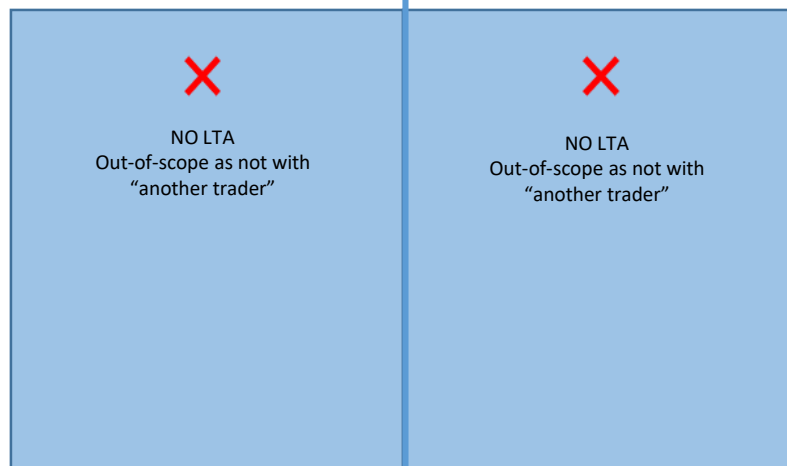 NO LTA
Out-of-scope as not with
“another trader”
NO LTA
Out-of-scope as not with
“another trader”